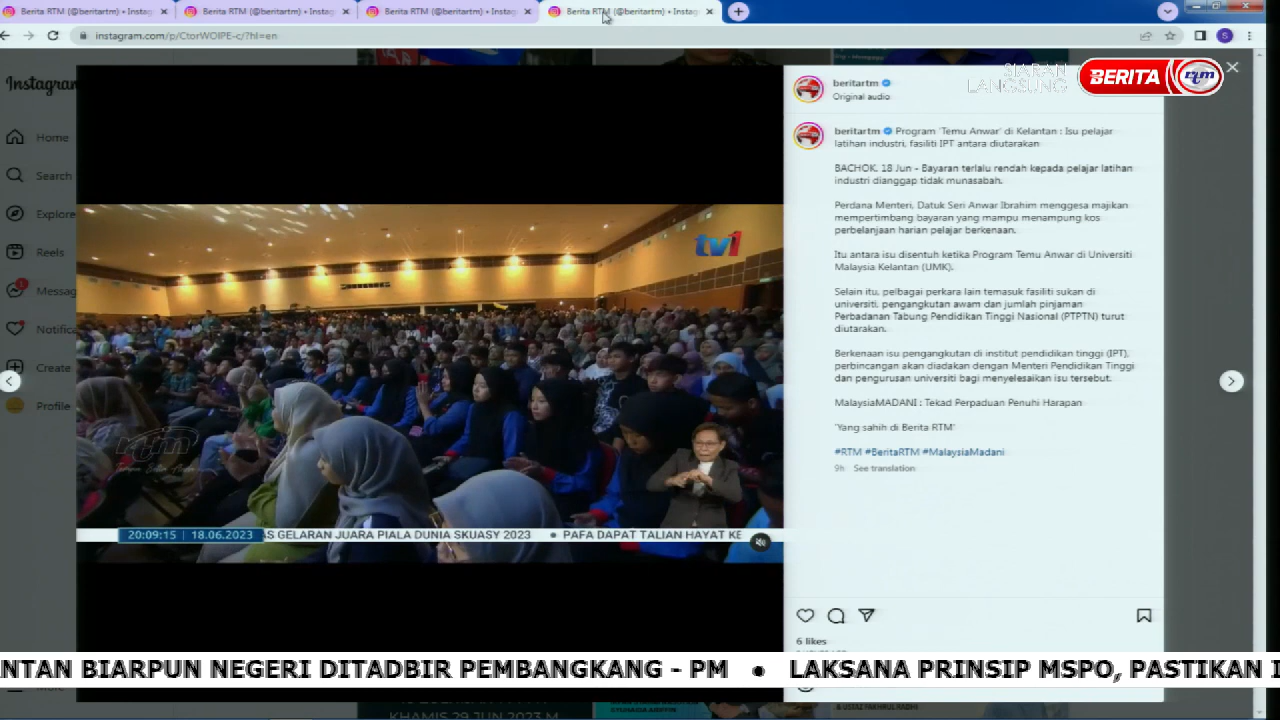 Berita RTM (@beritartm) • Instag
Berita RTM (@beritartm) • Instag
Berita RTM (@beritartm) • Instag
Berita RTM (@beritartm) • Instag
instagram.com/p/CtorWOIPE-c/?hl=en
SIARAN
LANGSUNG
BERITA rtm
Instagram
Home
Search
Explore
Reels
Messag
Notifica
Create
Profile
tv1
20:09:15 | 18.06.2023 AS GELARAN JUARA PIALA DUNIA SKUASY 2023 • PAFA DAPAT TALIAN HAYAT KE
beritartm
Original audio
beritartm Program 'Temu Anwar' di Kelantan : Isu pelajar
latihan industri, fasiliti IPT antara diutarakan
BACHOK, 18 Jun - Bayaran terlalu rendah kepada pelajar latihan
industri dianggap tidak munasabah.
Perdana Menteri, Datuk Seri Anwar Ibrahim menggesa majikan
mempertimbang bayaran yang mampu menampung kos
perbelanjaan harian pelajar berkenaan.
Itu antara isu disentuh ketika Program Temu Anwar di Universiti
Malaysia Kelantan (UMK).
Selain itu, pelbagai perkara lain temasuk fasiliti sukan di
universiti, pengangkutan awam dan jumlah pinjaman
Perbadanan Tabung Pendidikan Tinggi Nasional (PTPTN) turut
diutarakan.
Berkenaan isu pengangkutan di institut pendidikan tinggi (IPT),
perbincangan akan diadakan dengan Menteri Pendidikan Tinggi
dan pengurusan universiti bagi menyelesaikan isu tersebut.
MalaysiaMADANI : Tekad Perpaduan Penuhi Harapan
'Yang sahih di Berita RTM'
#RTM #BeritaRTM #MalaysiaMadani
9h See translation
6 likes
NTAN BIARPUN NEGERI DITADBIR PEMBANGKANG - PM • LAKSANA PRINSIP MSPO, PASTIKAN I
KHAMIS 29 JUN 2023 M